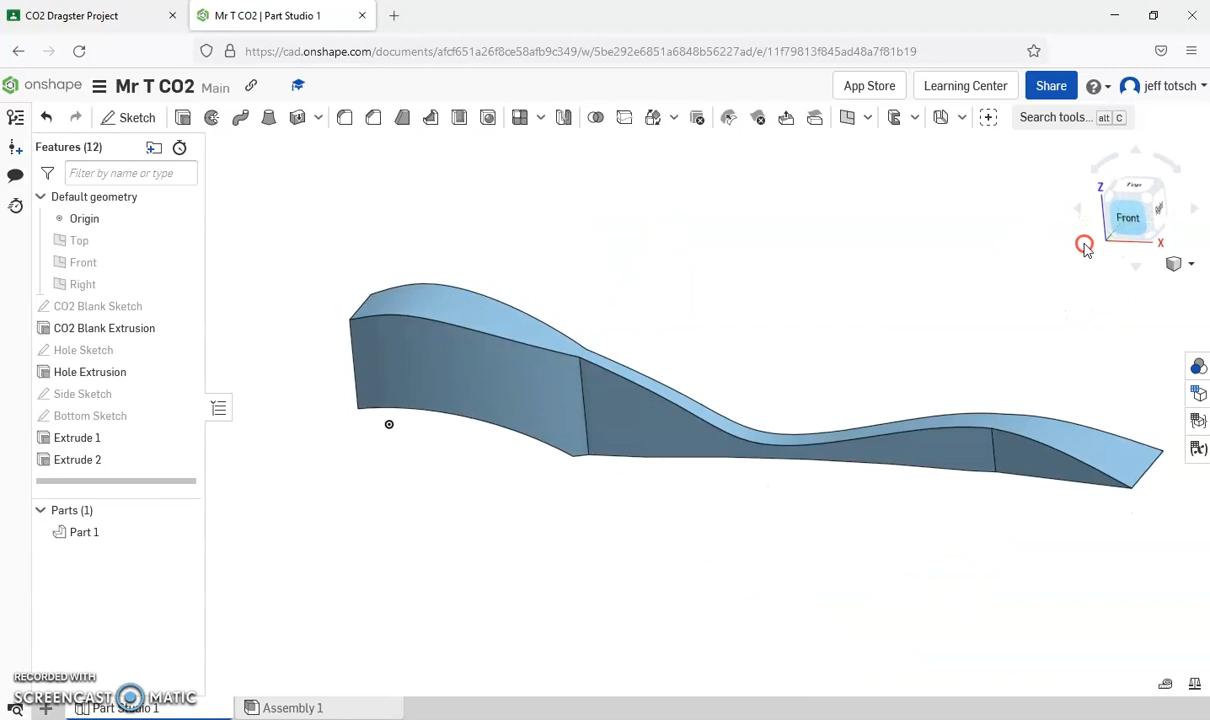 CO2 Dragster Project
Mr T CO2 | Part Studio 1
https://cad.onshape.com/documents/afcf651a26f8ce58afb9c349/w/5be292e6851a6848b56227ad/e/11f79813f845ad48a7f81b19
onshape
Mr T CO2
Main
App Store
Learning Center
Share
jeff totsch
Sketch
Search tools...
alt
C
Features (12)
Filter by name or type
Default geometry
Origin
Top
Front
Right
CO2 Blank Sketch
CO2 Blank Extrusion
Hole Sketch
Hole Extrusion
Side Sketch
Bottom Sketch
Extrude 1
Extrude 2
Parts (1)
Part 1
Z
Top
Front
X
RECORDED WITH
SCREENCAST MATIC
Part Studio 1
Assembly 1